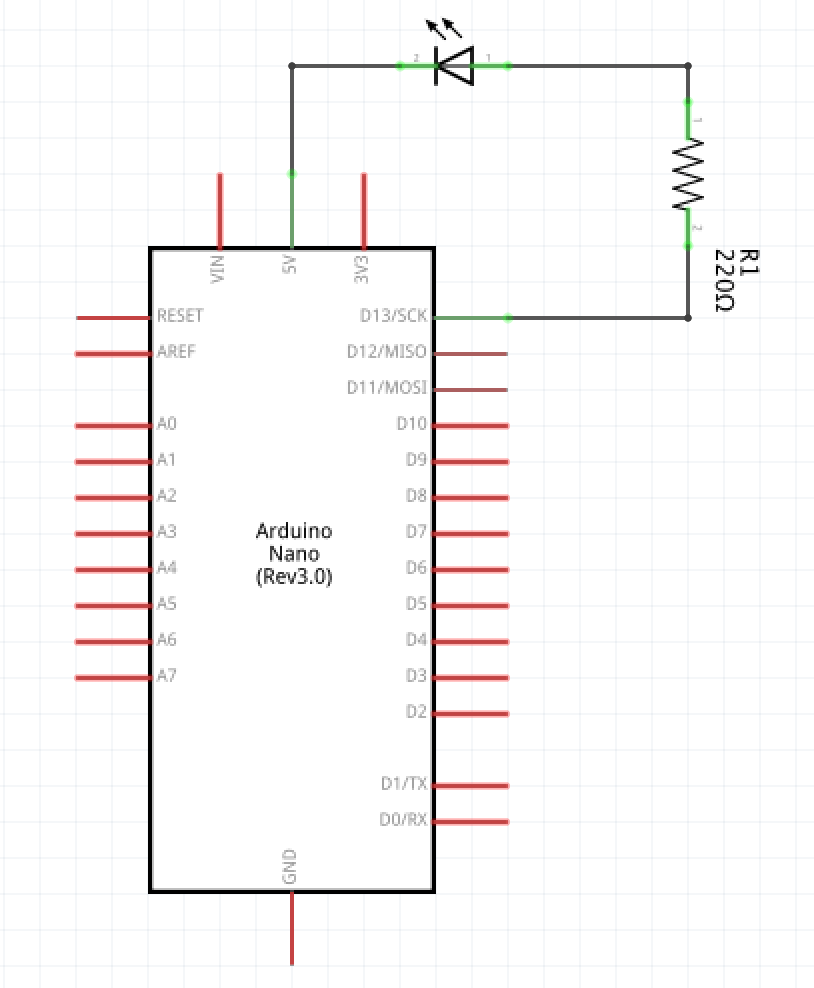 2
1
1
2
R1
220Ω
VIN
5V
3V3
RESET
D13/SCK
AREF
D12/MISO
D11/MOSI
A0
D10
A1
D9
A2
D8
A3
D7
Arduino
Nano
(Rev3.0)
A4
D6
A5
D5
A6
D4
A7
D3
D2
D1/TX
D0/RX
GND